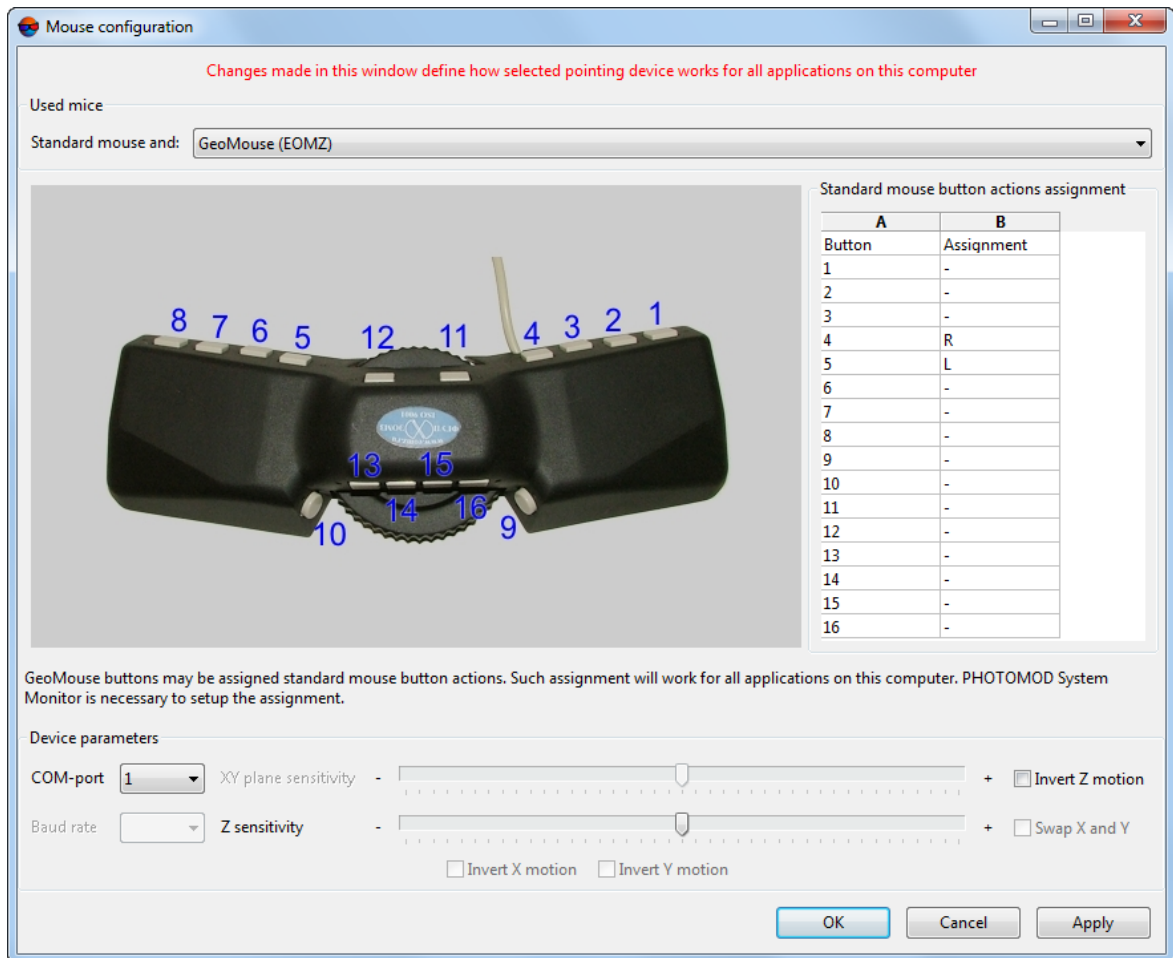 Mouse configuration
Changes made in this window define how selected pointing device works for all applications on this computer
Used mice
Standard mouse and: GeoMouse (EOMZ)
Standard mouse button actions assignment
A B
Button Assignment
1 -
2 -
3 -
4 R
5 L
6 -
7 -
8 -
9 -
10 -
11 -
12 -
13 -
14 -
15 -
16 -
8 7 6 5 12 11 4 3 2 1
13 15
14 16
10 9
GeoMouse buttons may be assigned standard mouse button actions. Such assignment will work for all applications on this computer. PHOTOMOD System
Monitor is necessary to setup the assignment.
Device parameters
COM-port 1 XY plane sensitivity - + Invert Z motion
Baud rate Z sensitivity - + Swap X and Y
Invert X motion Invert Y motion
OK Cancel Apply